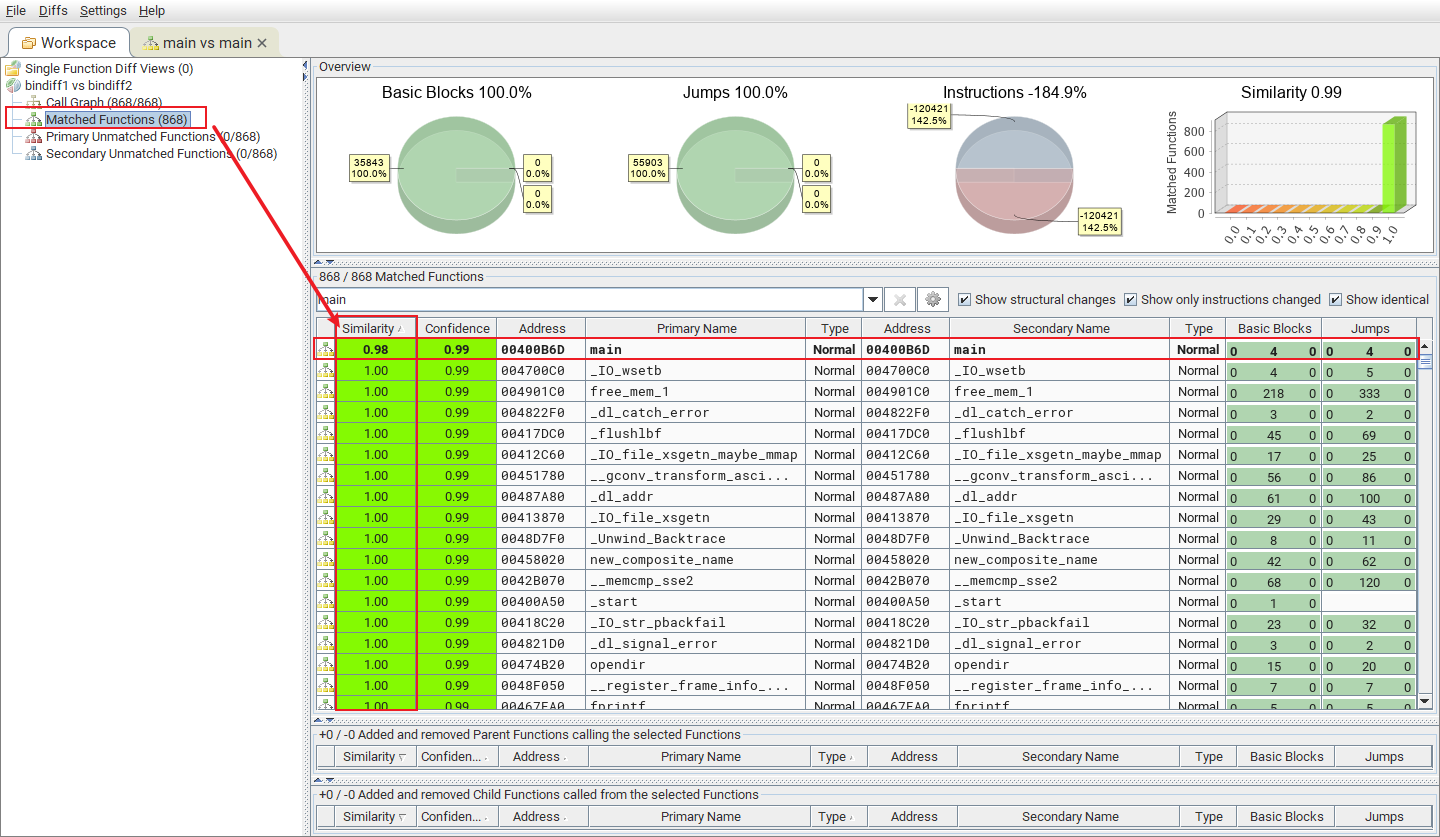 File Diffs Settings Help
Workspace main vs main
Single Function Diff Views (0)
bindiff1 vs bindiff2
Call Graph (868/868)
Matched Functions (868)
Primary Unmatched Functions (0/868)
Secondary Unmatched Functions (0/868)
Overview
Basic Blocks 100.0%
35843
100.0%
0
0.0%
0
0.0%
Jumps 100.0%
55903
100.0%
0
0.0%
0
0.0%
Instructions -184.9%
-120421
142.5%
-120421
142.5%
Similarity 0.99
Matched Functions
800
600
400
200
0
0.0 0.1 0.2 0.3 0.4 0.5 0.6 0.7 0.8 0.9 1.0
868 / 868 Matched Functions
main Show structural changes Show only instructions changed Show identical
Similarity Confidence Address Primary Name Type Address Secondary Name Type Basic Blocks Jumps
0.98 0.99 00400B6D main Normal 00400B6D main Normal 0 4 0 0 4 0
1.00 0.99 004700C0 _IO_wsetb Normal 004700C0 _IO_wsetb Normal 0 4 0 0 5 0
1.00 0.99 004901C0 free_mem_1 Normal 004901C0 free_mem_1 Normal 0 218 0 0 333 0
1.00 0.99 004822F0 _dl_catch_error Normal 004822F0 _dl_catch_error Normal 0 3 0 0 2 0
1.00 0.99 00417DC0 _flushlbf Normal 00417DC0 _flushlbf Normal 0 45 0 0 69 0
1.00 0.99 00412C60 _IO_file_xsgetn_maybe_mmap Normal 00412C60 _IO_file_xsgetn_maybe_mmap Normal 0 17 0 0 25 0
1.00 0.99 00451780 __gconv_transform_asci... Normal 00451780 __gconv_transform_asci... Normal 0 56 0 0 86 0
1.00 0.99 00487A80 _dl_addr Normal 00487A80 _dl_addr Normal 0 61 0 0 100 0
1.00 0.99 00413870 _IO_file_xsgetn Normal 00413870 _IO_file_xsgetn Normal 0 29 0 0 43 0
1.00 0.99 0048D7F0 _Unwind_Backtrace Normal 0048D7F0 _Unwind_Backtrace Normal 0 8 0 0 11 0
1.00 0.99 00458020 new_composite_name Normal 00458020 new_composite_name Normal 0 42 0 0 62 0
1.00 0.99 0042B070 __memcmp_sse2 Normal 0042B070 __memcmp_sse2 Normal 0 68 0 0 120 0
1.00 0.99 00400A50 _start Normal 00400A50 _start Normal 0 1 0
1.00 0.99 00418C20 _IO_str_pbackfail Normal 00418C20 _IO_str_pbackfail Normal 0 23 0 0 32 0
1.00 0.99 004821D0 _dl_signal_error Normal 004821D0 _dl_signal_error Normal 0 3 0 0 2 0
1.00 0.99 00474B20 opendir Normal 00474B20 opendir Normal 0 15 0 0 20 0
1.00 0.99 0048F050 __register_frame_info_... Normal 0048F050 __register_frame_info_... Normal 0 7 0 0 7 0
1.00 0.99 00467EA0 fprintf Normal 00467EA0 fprintf Normal 0 5 0 0 5 0
+0 / -0 Added and removed Parent Functions calling the selected Functions
Similarity Confiden... Address Primary Name Type Address Secondary Name Type Basic Blocks Jumps
+0 / -0 Added and removed Child Functions called from the selected Functions
Similarity Confiden... Address Primary Name Type Address Secondary Name Type Basic Blocks Jumps